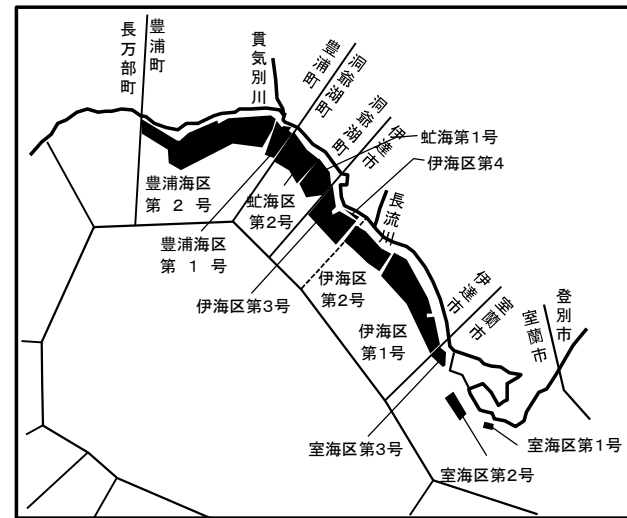 長万部町
豊浦町
貫気別川
豊浦町
洞爺湖町
洞爺湖町
伊達市
虻海第1号
伊海区第4
長流川
豊浦海区
第2号
虻海区
第2号
豊浦海区
第1号
伊海区第3号
伊海区
第2号
伊海区
第1号
伊達市
室蘭市
室蘭市
登別市
室海区第3号
室海区第2号
室海区第1号